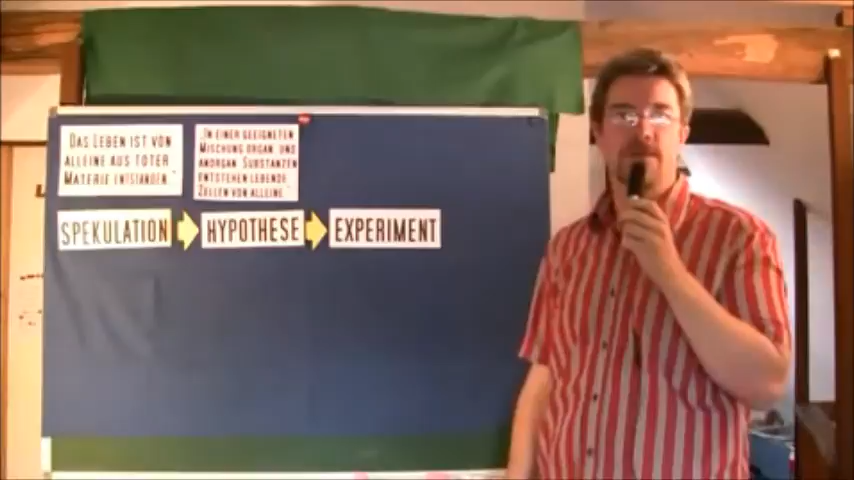 DAS LEBEN IST VON
ALLEINE AUS TOTER
MATERIE ENTSTANDEN."
„IN EINER GEEIGNETEN
MISCHUNG ORGAN. UND
ANORGAN. SUBSTANZEN
ENTSTEHEN LEBENDE
ZELLEN VON ALLEINE."
SPEKULATION
HYPOTHESE
EXPERIMENT